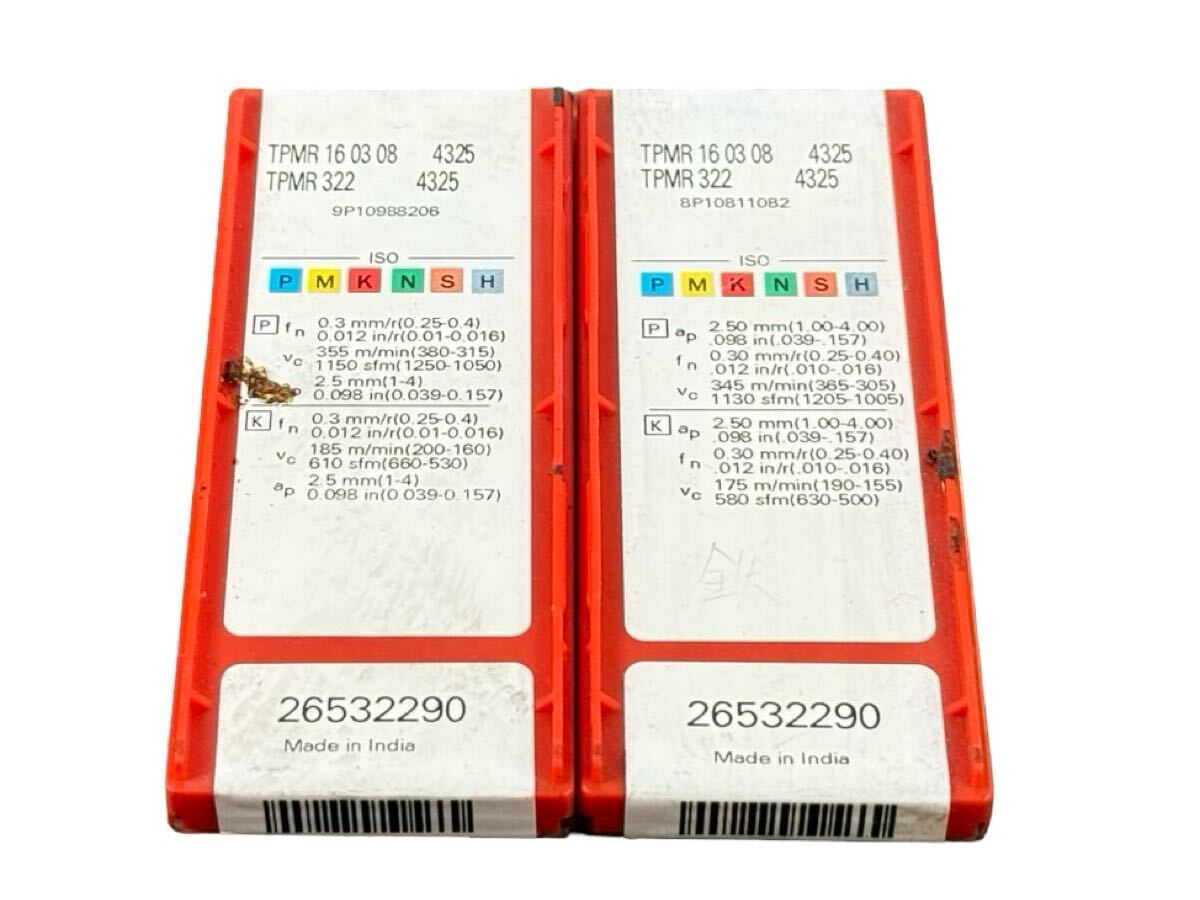 TPMR 16 03 08 4325
TPMR 322 4325
9P10988206
ISO
P M K N S H
P fn 0.3 mm/r(0.25-0.4)
0.012 in/r(0.01-0.016)
vc 355 m/min(380-315)
1150 sfm(1250-1050)
p 2.5 mm(1-4)
0.098 in(0.039-0.157)
K fn 0.3 mm/r(0.25-0.4)
0.012 in/r(0.01-0.016)
vc 185 m/min(200-160)
610 sfm(660-530)
ap 2.5 mm(1-4)
0.098 in(0.039-0.157)
26532290
Made in India
TPMR 16 03 08 4325
TPMR 322 4325
8P10811082
ISO
P M K N S H
P ap 2.50 mm(1.00-4.00)
.098 in(.039-.157)
fn 0.30 mm/r(0.25-0.40)
.012 in/r(.010-.016)
vc 345 m/min(365-305)
1130 sfm(1205-1005)
K ap 2.50 mm(1.00-4.00)
.098 in(.039-.157)
fn 0.30 mm/r(0.25-0.40)
.012 in/r(.010-.016)
vc 175 m/min(190-155)
580 sfm(630-500)
26532290
Made in India